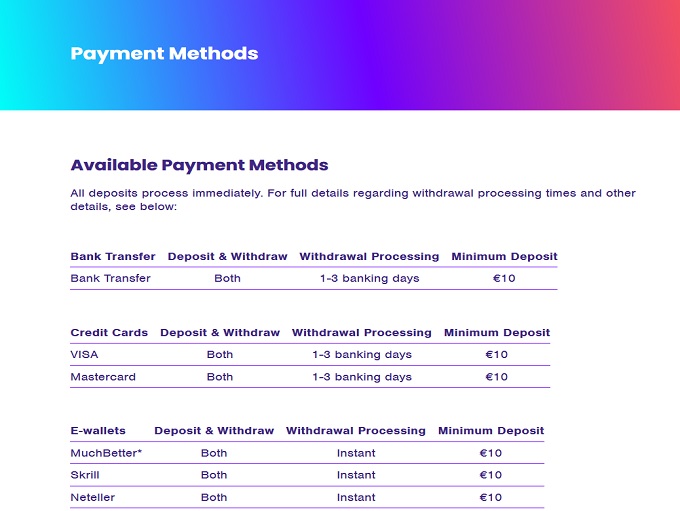 Payment Methods
Available Payment Methods
All deposits process immediately. For full details regarding withdrawal processing times and other
details, see below:
Bank Transfer Deposit & Withdraw Withdrawal Processing Minimum Deposit
Bank Transfer Both 1-3 banking days €10
Credit Cards Deposit & Withdraw Withdrawal Processing Minimum Deposit
VISA Both 1-3 banking days €10
Mastercard Both 1-3 banking days €10
E-wallets Deposit & Withdraw Withdrawal Processing Minimum Deposit
MuchBetter* Both Instant €10
Skrill Both Instant €10
Neteller Both Instant €10